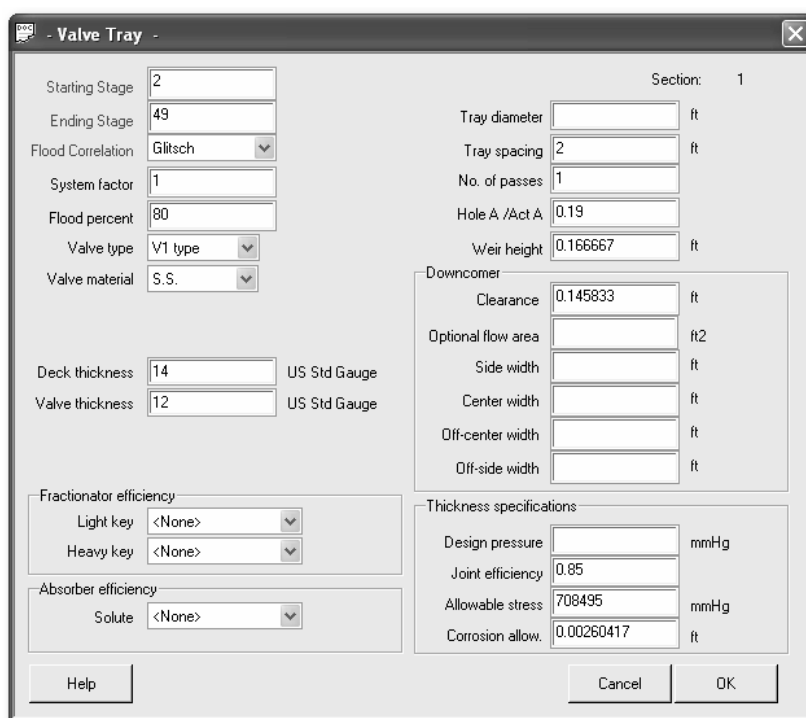 DOC
- Valve Tray -
Section: 1
Starting Stage 2
Ending Stage 49
Flood Correlation Glitsch
System factor 1
Flood percent 80
Valve type V1 type
Valve material S.S.
Deck thickness 14 US Std Gauge
Valve thickness 12 US Std Gauge
Fractionator efficiency
Light key <None>
Heavy key <None>
Absorber efficiency
Solute <None>
Tray diameter ft
Tray spacing 2 ft
No. of passes 1
Hole A /Act A 0.19
Weir height 0.166667 ft
Downcomer
Clearance 0.145833 ft
Optional flow area ft2
Side width ft
Center width ft
Off-center width ft
Off-side width ft
Thickness specifications
Design pressure mmHg
Joint efficiency 0.85
Allowable stress 708495 mmHg
Corrosion allow. 0.00260417 ft
Help
Cancel
OK